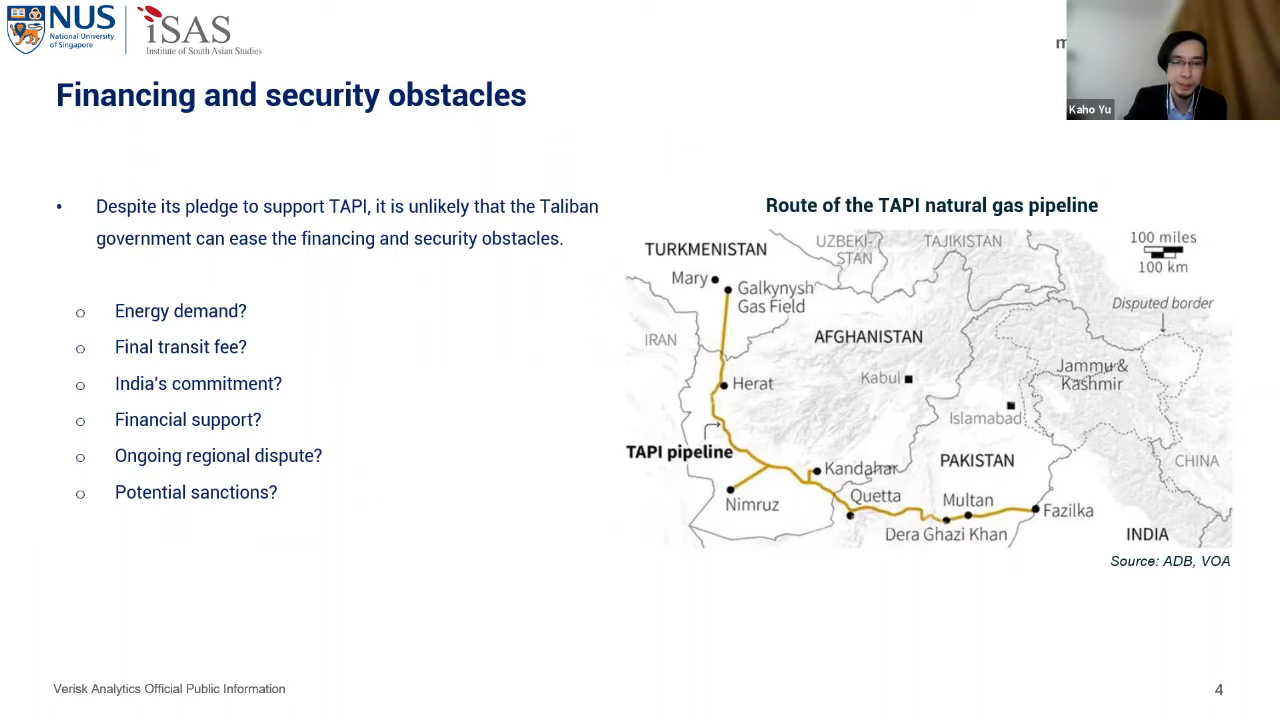 NUS
National University
of Singapore
iSAS
Institute of South Asian Studies
m
Kaho Yu
Financing and security obstacles
• Despite its pledge to support TAPI, it is unlikely that the Taliban
government can ease the financing and security obstacles.
o Energy demand?
o Final transit fee?
o India's commitment?
o Financial support?
o Ongoing regional dispute?
o Potential sanctions?
Route of the TAPI natural gas pipeline
TURKMENISTAN
UZBEKI-
STAN
TAJIKISTAN
100 miles
100 km
Mary
Galkynysh
Gas Field
Disputed border
IRAN
AFGHANISTAN
Jammu &
Kashmir
Herat
Kabul
Islamabad
TAPI pipeline
Kandahar
PAKISTAN
CHINA
Nimruz
Quetta
Multan
Fazilka
Dera Ghazi Khan
INDIA
Source: ADB, VOA
Verisk Analytics Official Public Information
4